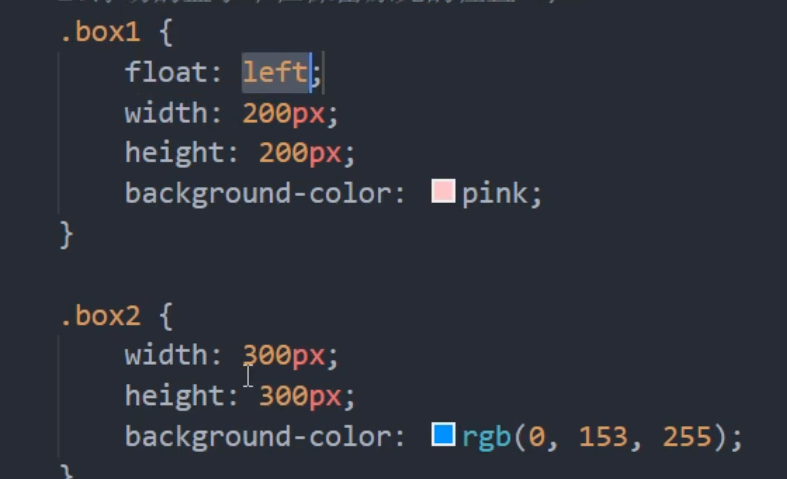 .box1 {
float: left;
width: 200px;
height: 200px;
background-color: pink;
}
.box2 {
width: 300px;
height: 300px;
background-color: rgb(0, 153, 255);
}